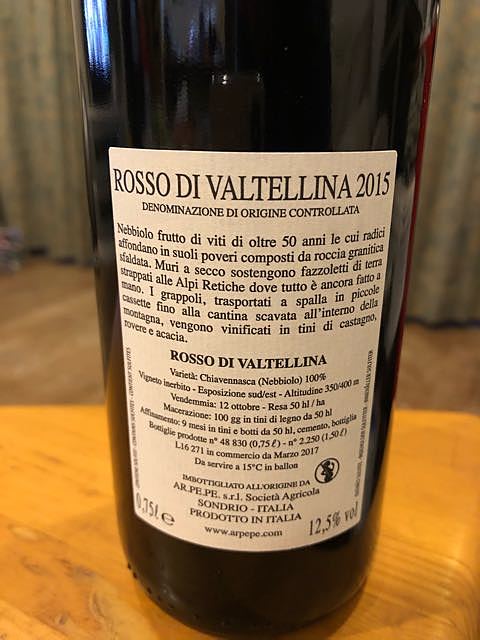 ROSSO DI VALTELLINA 2015
DENOMINAZIONE DI ORIGINE CONTROLLATA
Nebbiolo frutto di viti di oltre 50 anni le cui radici
affondano in suoli poveri composti da roccia granitica
sfaldata. Muri a secco sostengono fazzoletti di terra
strappati alle Alpi Retiche dove tutto è ancora fatto a
mano. I grappoli, trasportati a spalla in piccole
cassette fino alla cantina scavata all'interno della
montagna, vengono vinificati in tini di castagno,
rovere e acacia.
ROSSO DI VALTELLINA
Varietà: Chiavennasca (Nebbiolo) 100%
Vigneto inerbito - Esposizione sud/est - Altitudine 350/400 m
Vendemmia: 12 ottobre - Resa 50 hl / ha
Macerazione: 100 gg in tini di legno da 50 hl
Affinamento: 9 mesi in tini e botti da 50 hl, cemento, bottiglia
Bottiglie prodotte n° 48 830 (0,75 ℓ) - n° 2.250 (1,50 ℓ)
L16 271 in commercio da Marzo 2017
Da servire a 15°C in ballon
IMBOTTIGLIATO ALL'ORIGINE DA
AR.PE.PE. s.r.l. Società Agricola
SONDRIO - ITALIA
PRODOTTO IN ITALIA
www.arpepe.com
0,75ℓ e
12,5% vol